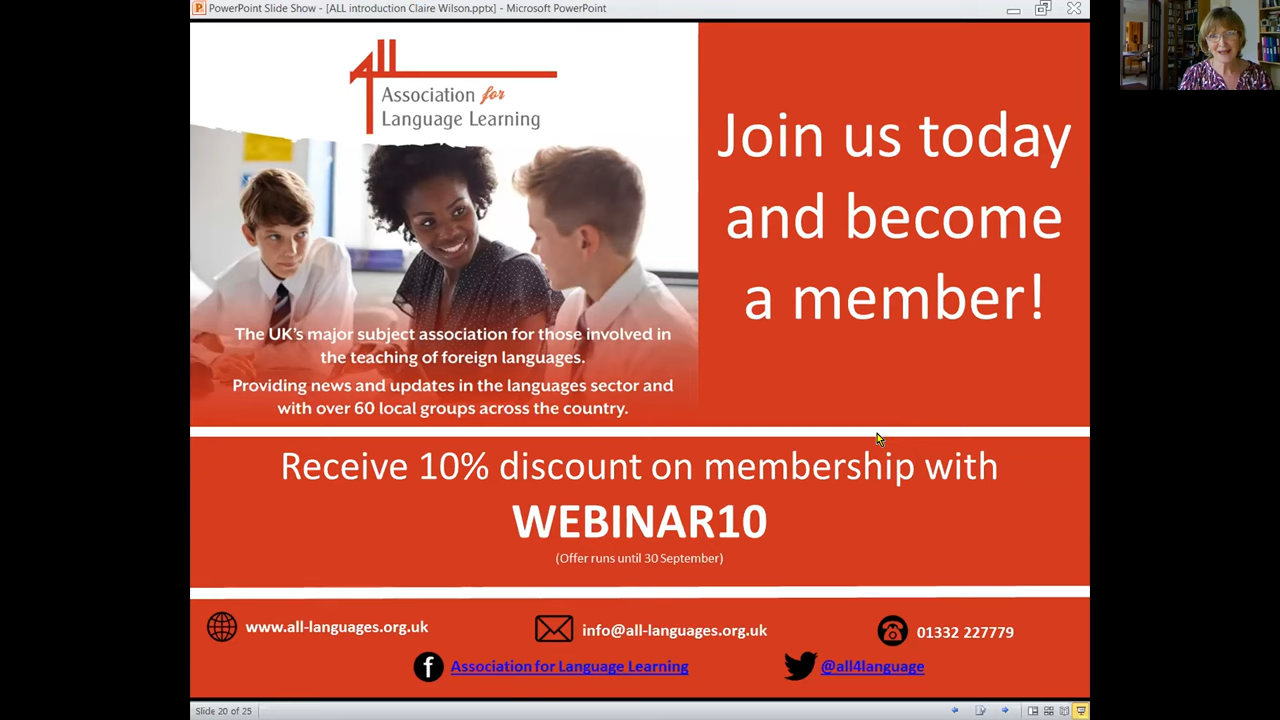 PowerPoint Slide Show - [ALL introduction Claire Wilson.pptx] - Microsoft PowerPoint
all
Association for
Language Learning
Join us today
and become
a member!
The UK's major subject association for those involved in
the teaching of foreign languages.
Providing news and updates in the languages sector and
with over 60 local groups across the country.
Receive 10% discount on membership with
WEBINAR10
(Offer runs until 30 September)
www.all-languages.org.uk
info@all-languages.org.uk
01332 227779
Association for Language Learning
@all4language
Slide 20 of 25